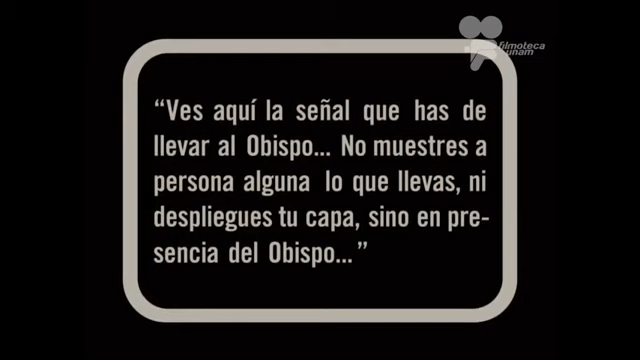 filmoteca
unam
“Ves aquí la señal que has de
llevar al Obispo... No muestres a
persona alguna lo que llevas, ni
despliegues tu capa, sino en pre-
sencia del Obispo...”